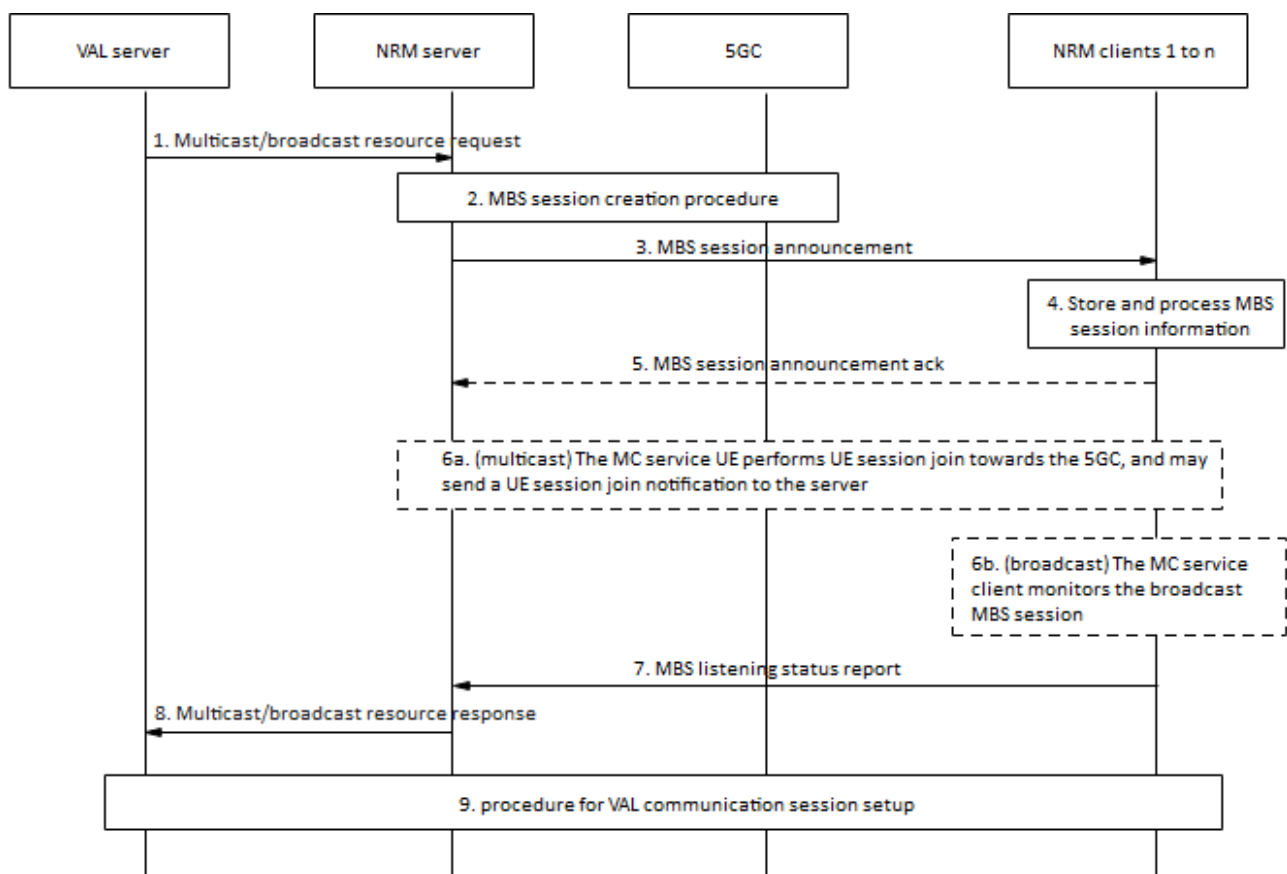 VAL server
NRM server
5GC
NRM clients 1 to n
1. Multicast/broadcast resource request
2. MBS session creation procedure
3. MBS session announcement
4. Store and process MBS
session information
5. MBS session announcement ack
6a. (multicast) The MC service UE performs UE session join towards the 5GC, and may
send a UE session join notification to the server
6b. (broadcast) The MC service
client monitors the broadcast
MBS session
7. MBS listening status report
8. Multicast/broadcast resource response
9. procedure for VAL communication session setup